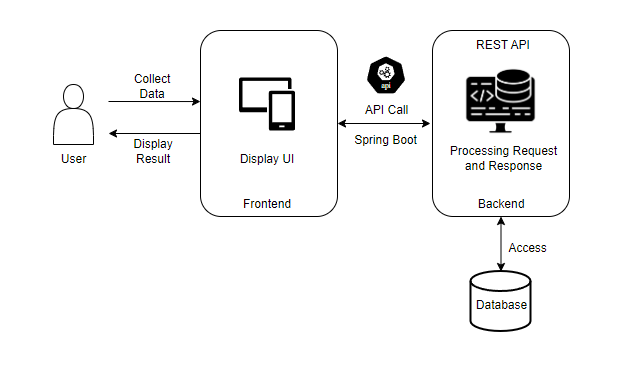 Collect
Data
Display
Result
User
Display UI
Frontend
api
API Call
Spring Boot
REST API
</>
Processing Request
and Response
Backend
Access
Database